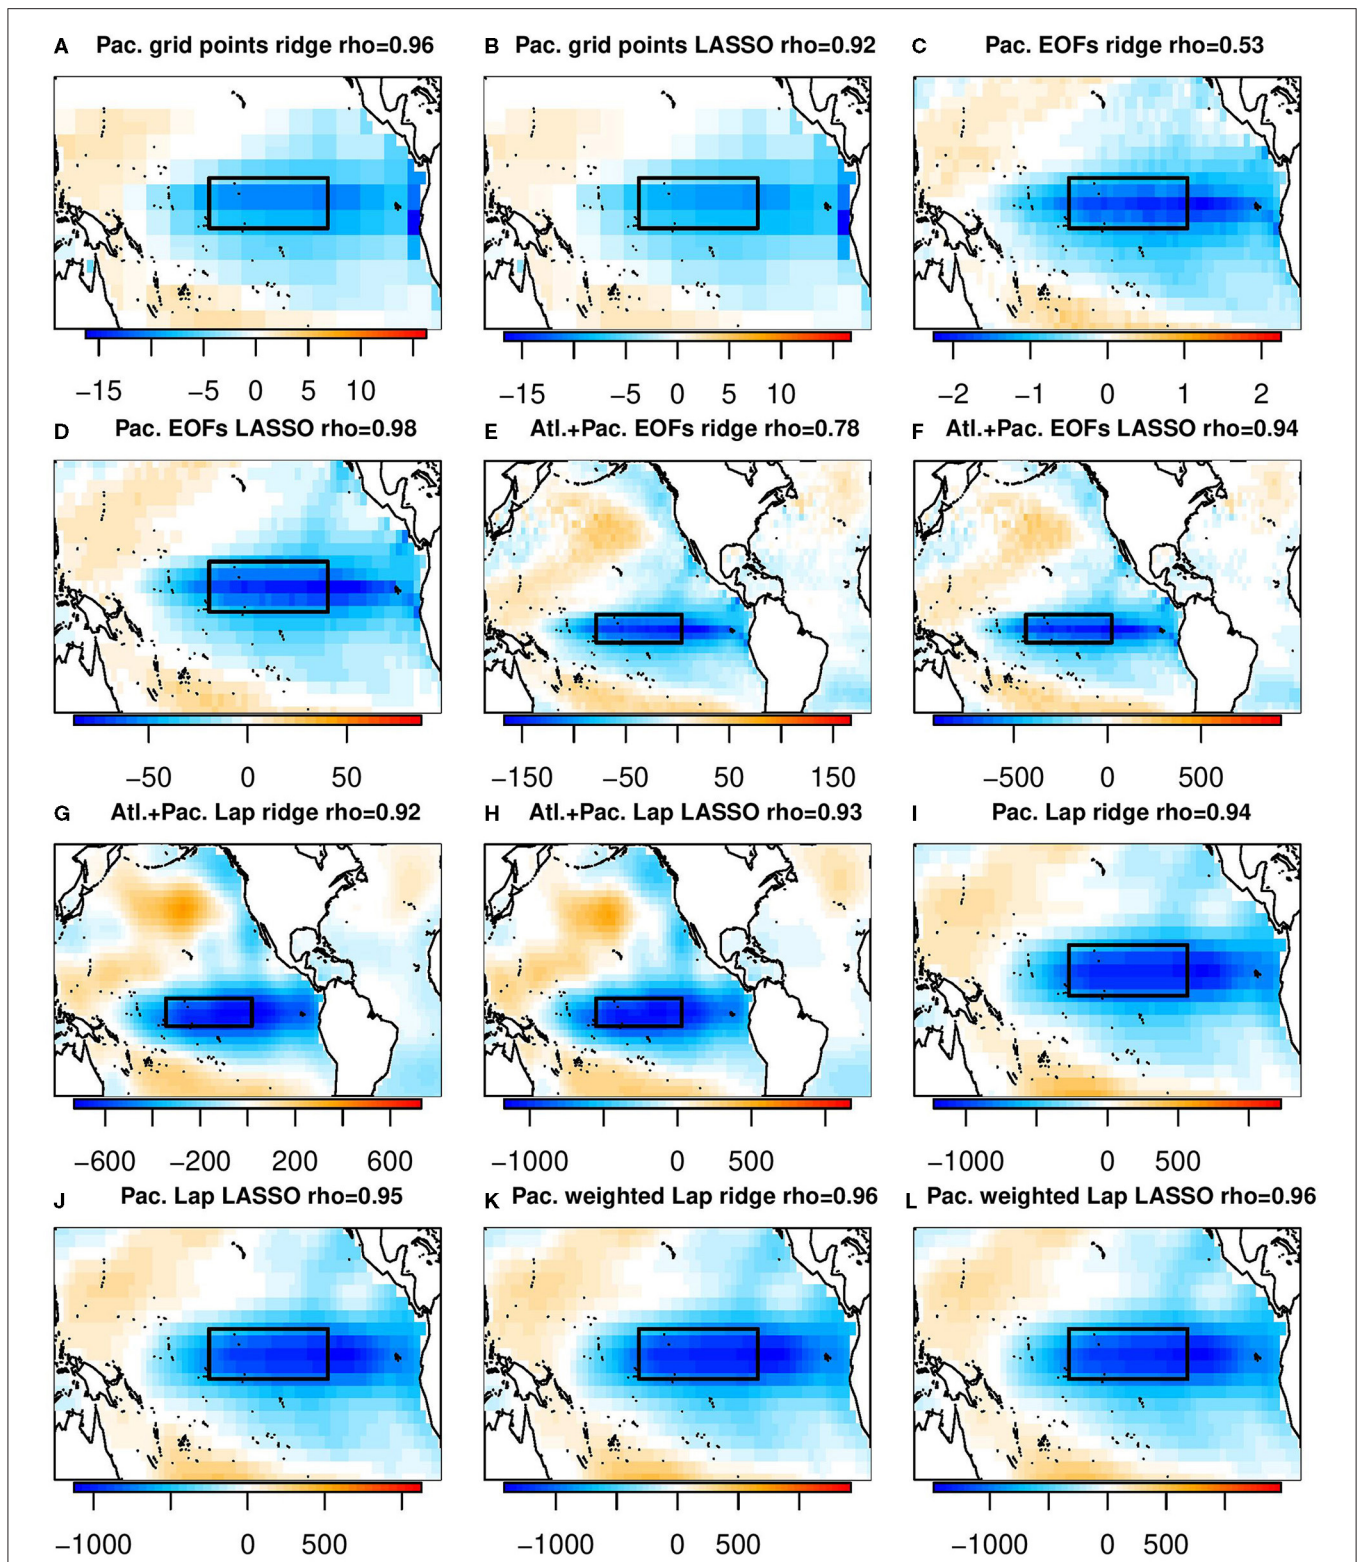 A Pac. grid points ridge rho=0.96
B Pac. grid points LASSO rho=0.92
C Pac. EOFs ridge rho=0.53
−15 −5 0 5 10
−15 −5 0 5 10
−2 −1 0 1 2
D Pac. EOFs LASSO rho=0.98
E Atl.+Pac. EOFs ridge rho=0.78
F Atl.+Pac. EOFs LASSO rho=0.94
−50 0 50
−150 −50 50 150
−500 0 500
G Atl.+Pac. Lap ridge rho=0.92
H Atl.+Pac. Lap LASSO rho=0.93
I Pac. Lap ridge rho=0.94
−600 −200 200 600
−1000 0 500
−1000 0 500
J Pac. Lap LASSO rho=0.95
K Pac. weighted Lap ridge rho=0.96
L Pac. weighted Lap LASSO rho=0.96
−1000 0 500
−1000 0 500
−1000 0 500